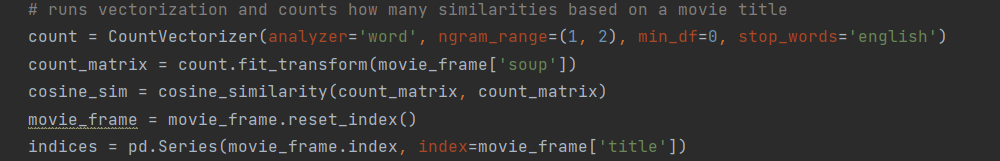 # runs vectorization and counts how many similarities based on a movie title
count = CountVectorizer(analyzer='word', ngram_range=(1, 2), min_df=0, stop_words='english')
count_matrix = count.fit_transform(movie_frame['soup'])
cosine_sim = cosine_similarity(count_matrix, count_matrix)
movie_frame = movie_frame.reset_index()
indices = pd.Series(movie_frame.index, index=movie_frame['title'])